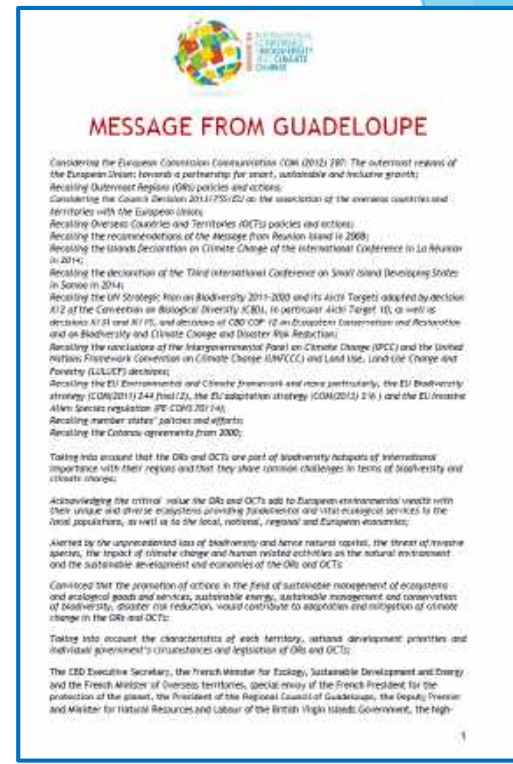 INTERNATIONAL
CONFERENCE
BIODIVERSITY
AND CLIMATE
CHANGE
MESSAGE FROM GUADELOUPE
Considering the European Commission Communication COM (2012) 287: The outermost regions of
the European Union: towards a partnership for smart, sustainable and inclusive growth;
Recalling Outermost Regions (ORs) policies and actions;
Considering the Council Decision 2013/755/EU on the association of the overseas countries and
territories with the European Union;
Recalling Overseas Countries and Territories (OCTs) policies and actions;
Recalling the recommendations of the Message from Reunion Island in 2008;
Recalling the Islands Declaration on Climate Change of the International Conference in La Réunion
in 2014;
Recalling the declaration of the Third International Conference on Small Island Developing States
in Samoa in 2014;
Recalling the UN Strategic Plan on Biodiversity 2011-2020 and its Aichi Targets adopted by decision
X/2 of the Convention on Biological Diversity (CBD), in particular Aichi Target 10, as well as
decisions X/31 and X/15, and decisions of CBD COP 12 on Ecosystem Conservation and Restoration
and on Biodiversity and Climate Change and Disaster Risk Reduction;
Recalling the conclusions of the Intergovernmental Panel on Climate Change (IPCC) and the United
Nations Framework Convention on Climate Change (UNFCCC) and Land Use, Land-Use Change and
Forestry (LULUCF) decisions;
Recalling the EU Environmental and Climate framework and more particularly, the EU Biodiversity
strategy (COM(2011) 244 final/2), the EU adaptation strategy (COM(2013) 216 ) and the EU Invasive
Alien Species regulation (PE-CONS 70/14);
Recalling member states' policies and efforts;
Recalling the Cotonou agreements from 2000;
Taking into account that the ORs and OCTs are part of biodiversity hotspots of international
importance with their regions and that they share common challenges in terms of biodiversity and
climate change;
Acknowledging the critical value the ORs and OCTs add to European environmental wealth with
their unique and diverse ecosystems providing fundamental and vital ecological services to the
local populations, as well as to the local, national, regional and European economies;
Alerted by the unprecedented loss of biodiversity and hence natural capital, the threat of invasive
species, the impact of climate change and human related activities on the natural environment
and the sustainable development and economies of the ORs and OCTs
Convinced that the promotion of actions in the field of sustainable management of ecosystems
and ecological goods and services, sustainable energy, sustainable management and conservation
of biodiversity, disaster risk reduction, would contribute to adaptation and mitigation of climate
change in the ORs and OCTs;
Taking into account the characteristics of each territory, national development priorities and
individual government's circumstances and legislation of ORs and OCTs;
The CBD Executive Secretary, the French Minister for Ecology, Sustainable Development and Energy
and the French Minister of Overseas territories, special envoy of the French President for the
protection of the planet, the President of the Regional Council of Guadeloupe, the Deputy Premier
and Minister for Natural Resources and Labour of the British Virgin Islands Government, the high-
1